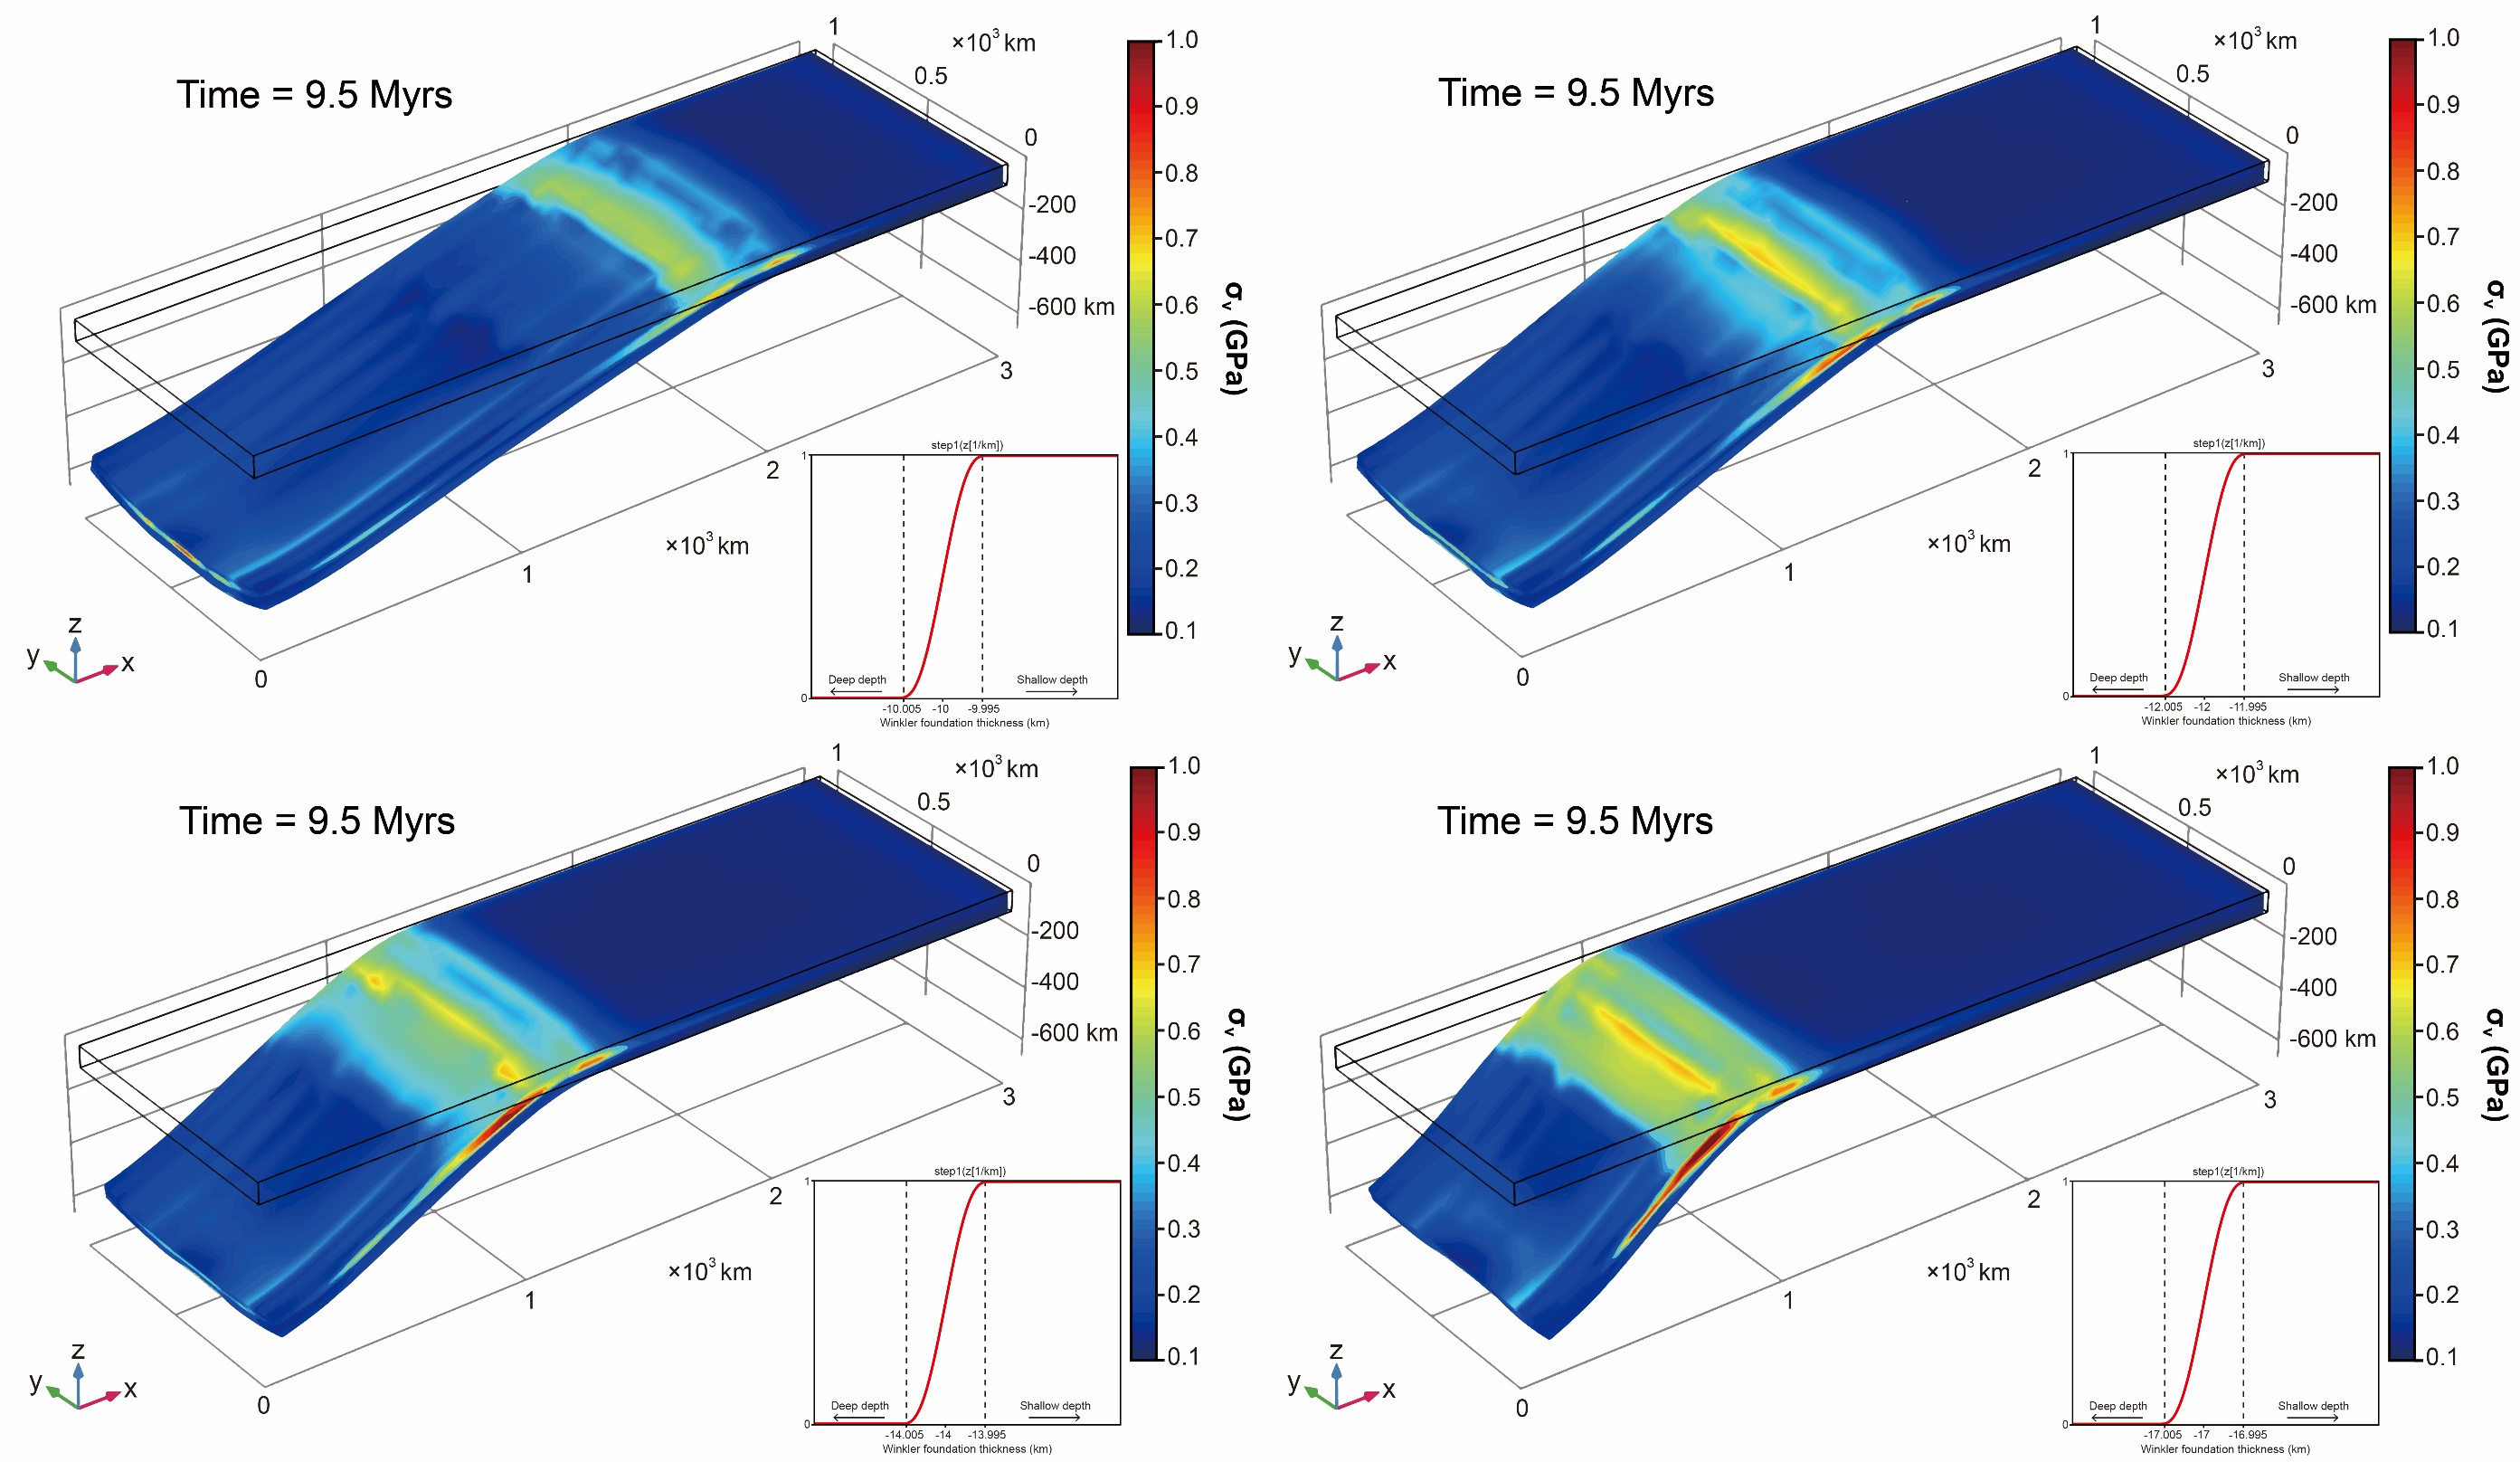 Time = 9.5 Myrs
1
×10³ km
0.5
0
-200
-400
-600 km
3
2
×10³ km
1
0
z
y
x
1.0
0.9
0.8
0.7
0.6
0.5
0.4
0.3
0.2
0.1
σv (GPa)
step1(z[1/km])
1
0
Deep depth
Shallow depth
-10.005
-10
-9.995
Winkler foundation thickness (km)
Time = 9.5 Myrs
1
×10³ km
0.5
0
-200
-400
-600 km
3
2
×10³ km
1
0
z
y
x
1.0
0.9
0.8
0.7
0.6
0.5
0.4
0.3
0.2
0.1
σv (GPa)
step1(z[1/km])
1
0
Deep depth
Shallow depth
-12.005
-12
-11.995
Winkler foundation thickness (km)
Time = 9.5 Myrs
1
×10³ km
0.5
0
-200
-400
-600 km
3
2
×10³ km
1
0
z
y
x
1.0
0.9
0.8
0.7
0.6
0.5
0.4
0.3
0.2
0.1
σv (GPa)
step1(z[1/km])
1
0
Deep depth
Shallow depth
-14.005
-14
-13.995
Winkler foundation thickness (km)
Time = 9.5 Myrs
1
×10³ km
0.5
0
-200
-400
-600 km
3
2
×10³ km
1
0
z
y
x
1.0
0.9
0.8
0.7
0.6
0.5
0.4
0.3
0.2
0.1
σv (GPa)
step1(z[1/km])
1
0
Deep depth
Shallow depth
-17.005
-17
-16.995
Winkler foundation thickness (km)